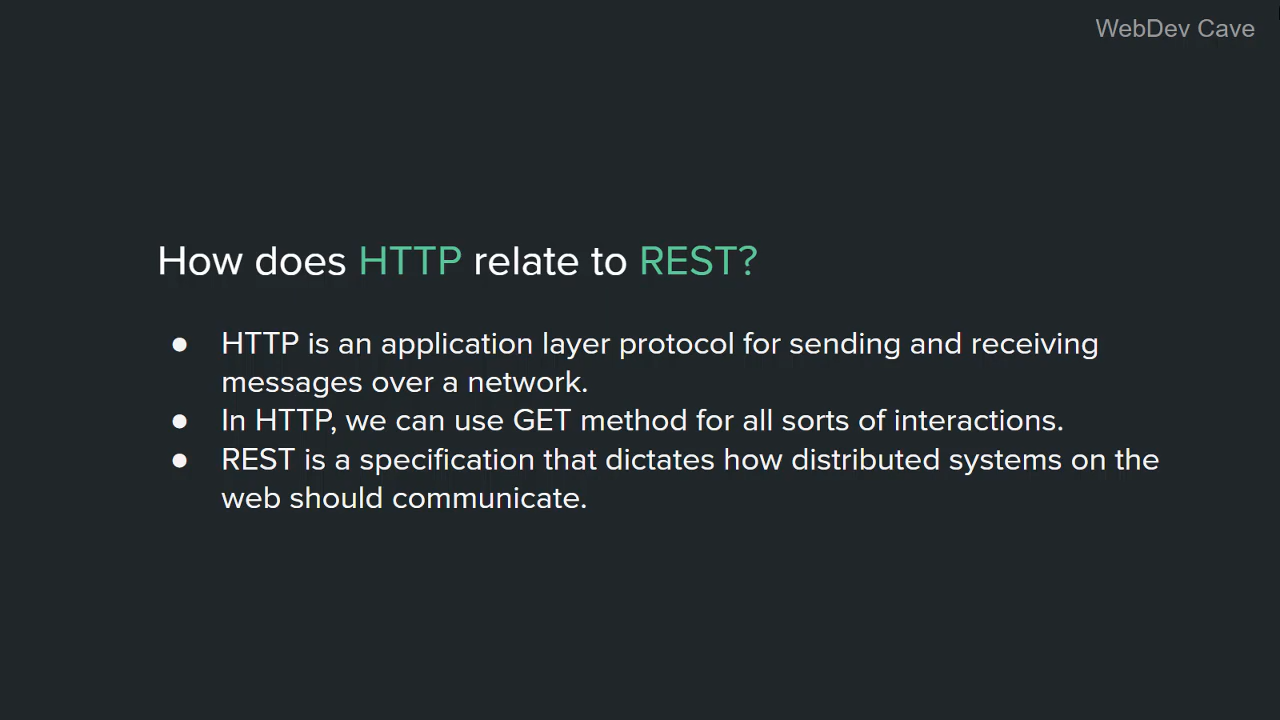 WebDev Cave
How does HTTP relate to REST?
● HTTP is an application layer protocol for sending and receiving
messages over a network.
● In HTTP, we can use GET method for all sorts of interactions.
● REST is a specification that dictates how distributed systems on the
web should communicate.